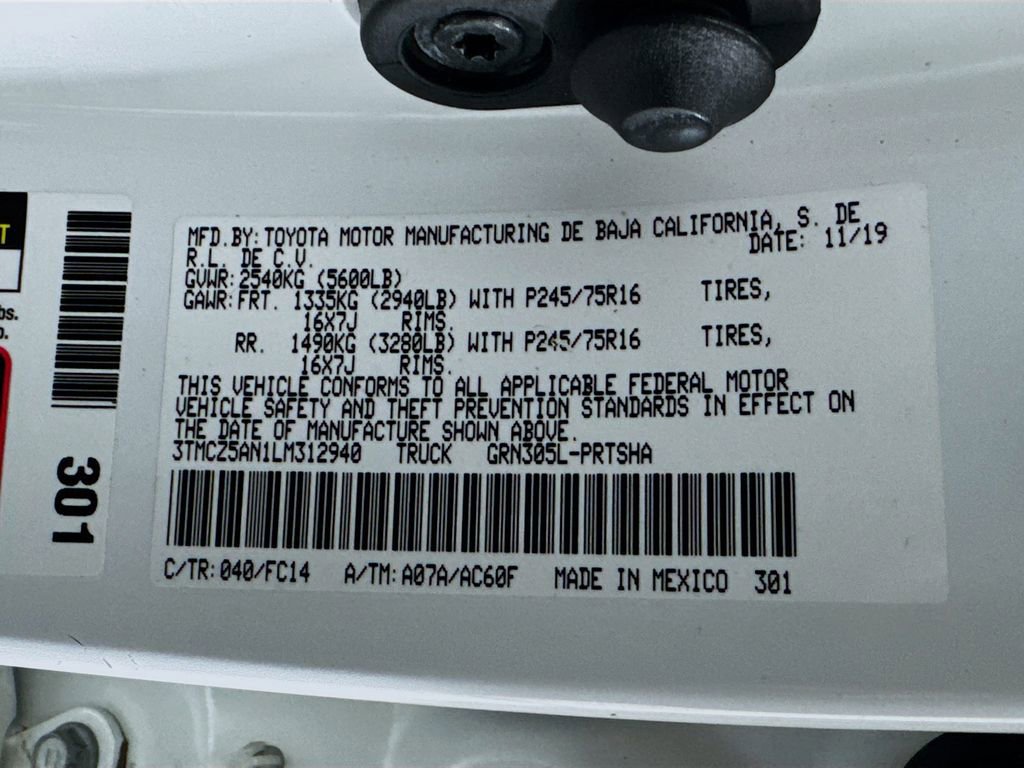 MFD.BY: TOYOTA MOTOR MANUFACTURING DE BAJA CALIFORNIA, S. DE
R.L. DE C.V. DATE: 11/19
GVWR: 2540KG (5600LB)
GAWR: FRT. 1335KG (2940LB) WITH P245/75R16 TIRES,
16X7J RIMS.
RR. 1490KG (3280LB) WITH P245/75R16 TIRES,
16X7J RIMS.
THIS VEHICLE CONFORMS TO ALL APPLICABLE FEDERAL MOTOR
VEHICLE SAFETY AND THEFT PREVENTION STANDARDS IN EFFECT ON
THE DATE OF MANUFACTURE SHOWN ABOVE.
3TMCZ5AN1LM312940 TRUCK GRN305L-PRTSHA
C/TR: 040/FC14 A/TM: A07A/AC60F MADE IN MEXICO 301
301